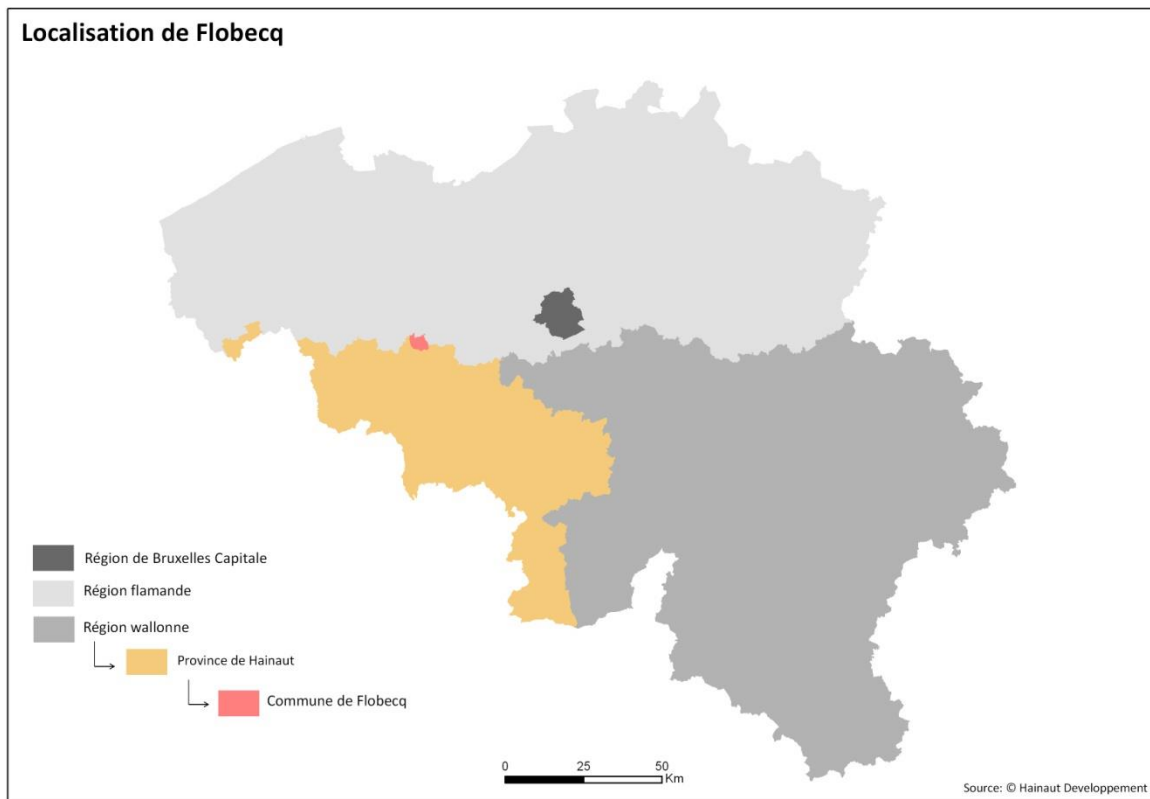 Localisation de Flobecq
Région de Bruxelles Capitale
Région flamande
Région wallonne
Province de Hainaut
Commune de Flobecq
0 25 50
Km
Source: © Hainaut Developpement